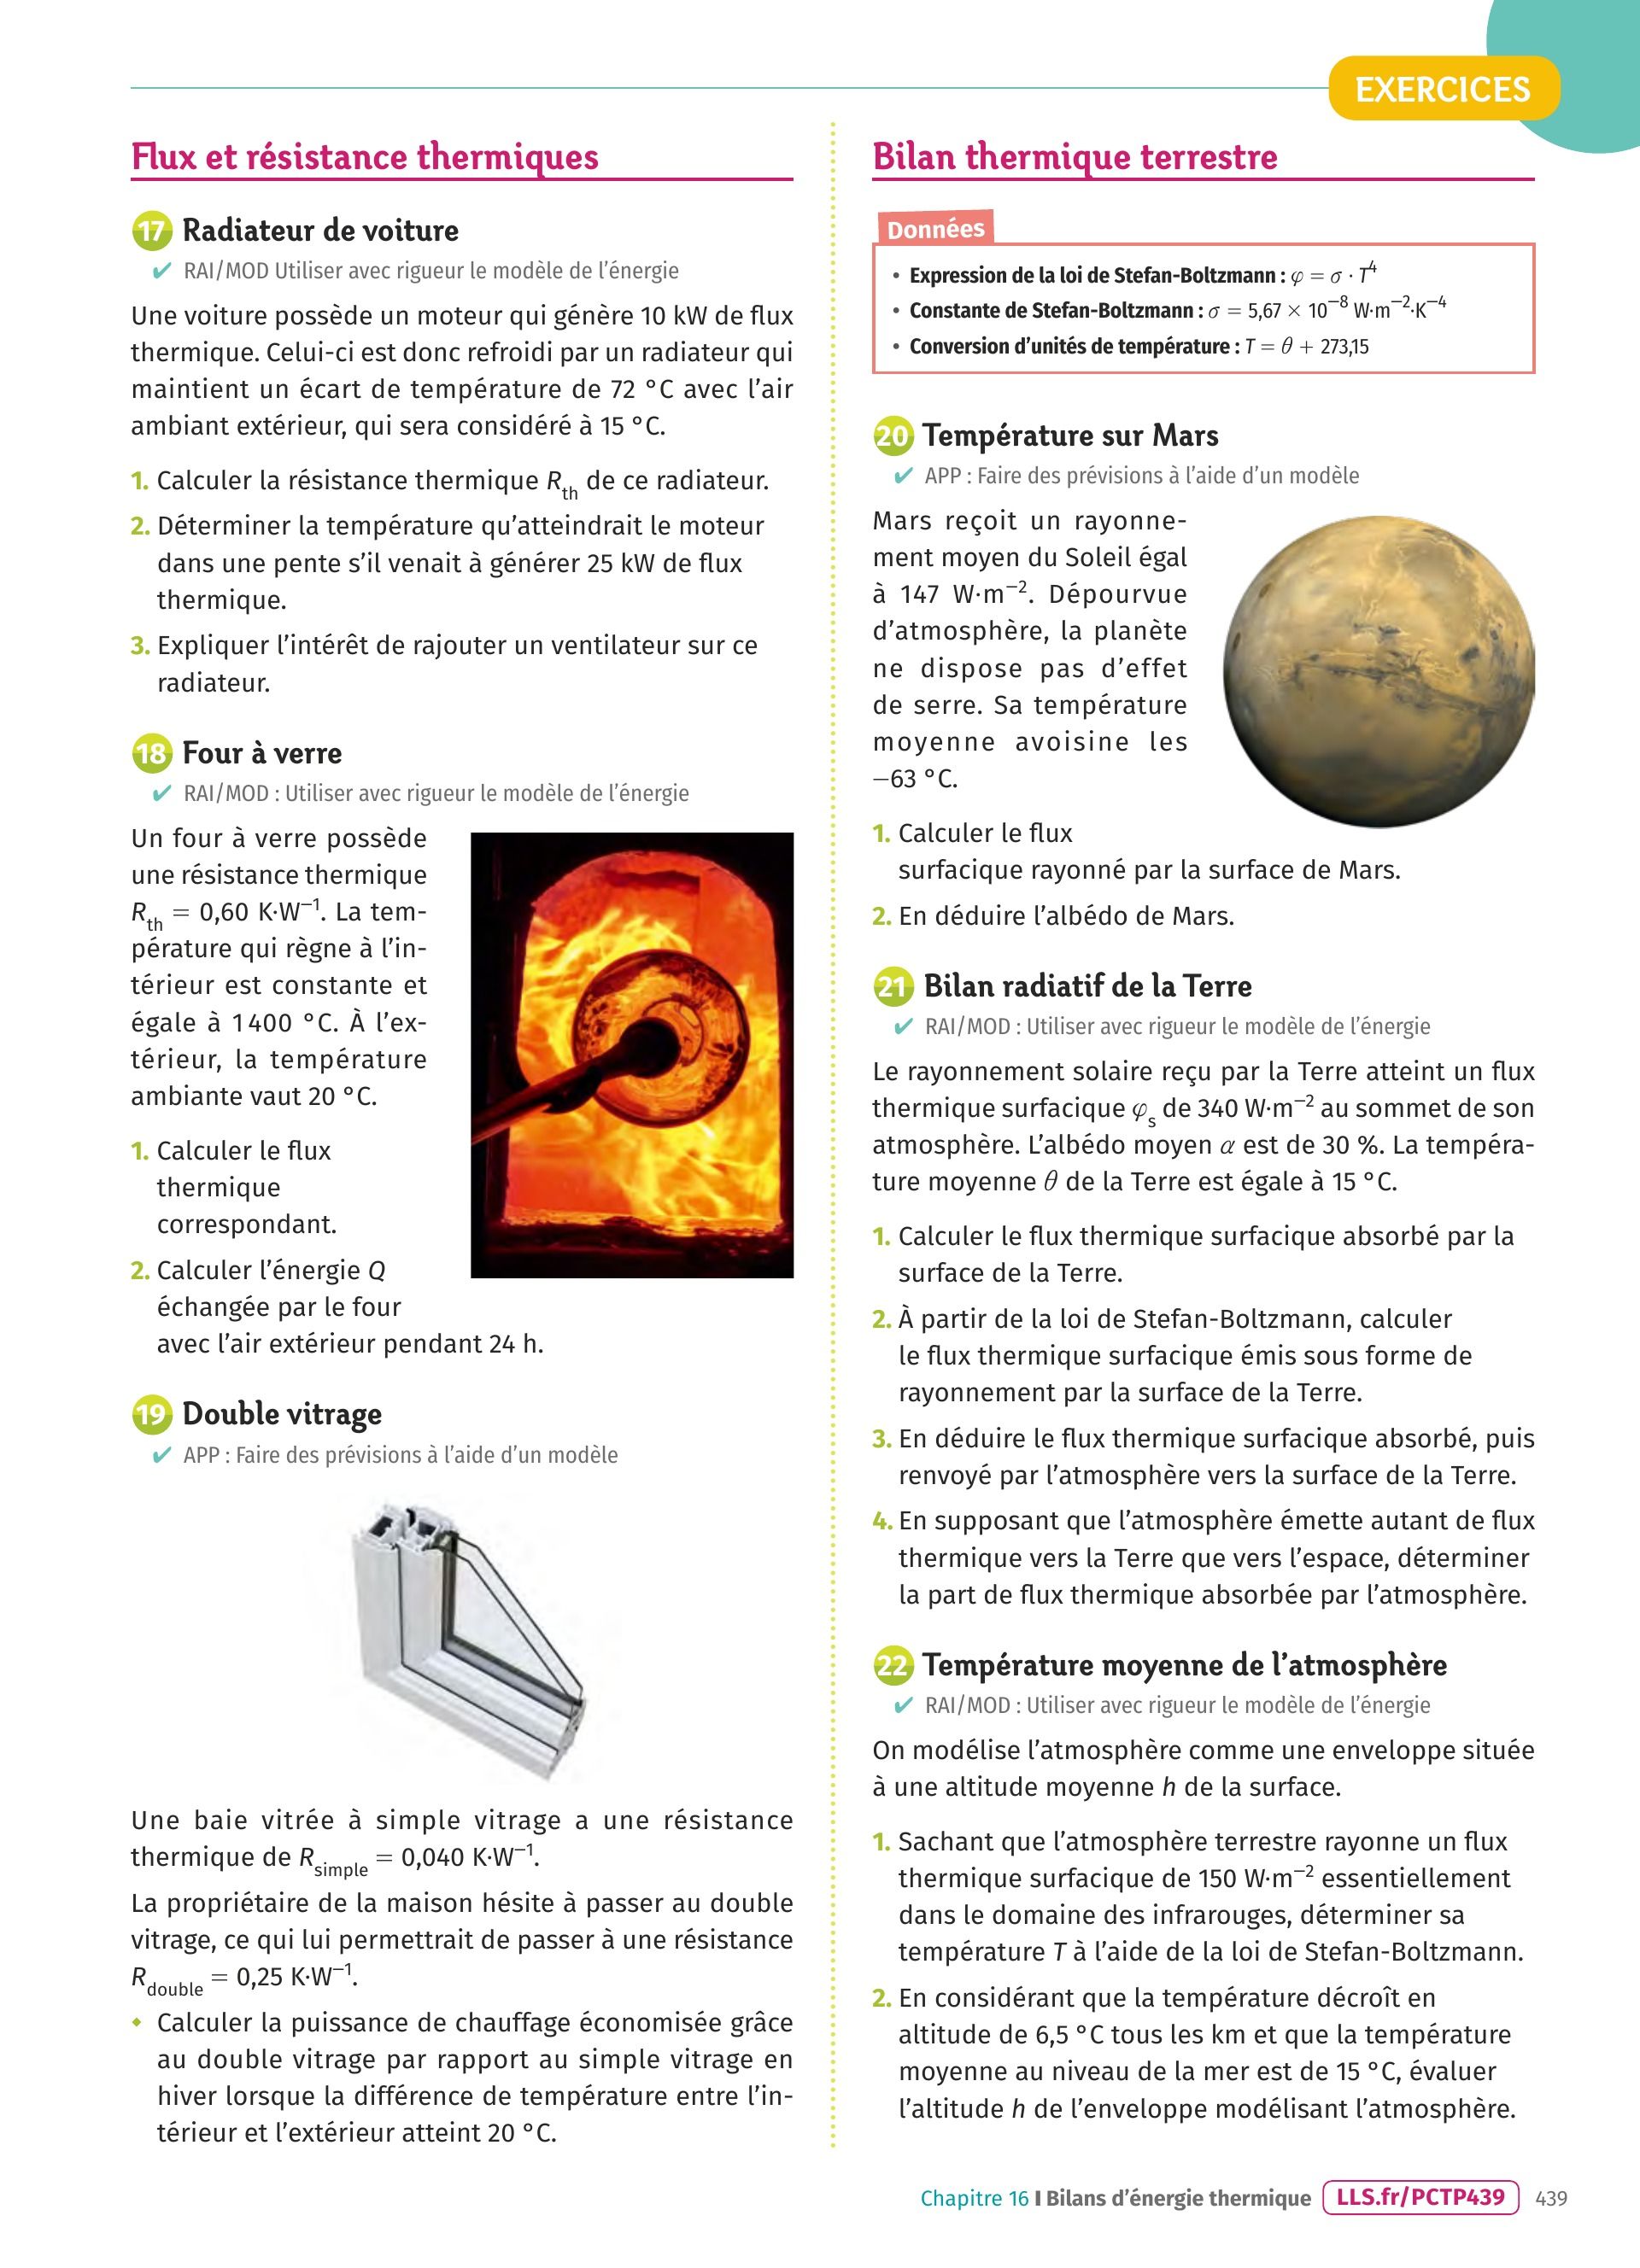 EXERCICES
Flux et résistance thermiques
17 Radiateur de voiture
✔ RAI/MOD Utiliser avec rigueur le modèle de l’énergie
Une voiture possède un moteur qui génère 10 kW de flux
thermique. Celui-ci est donc refroidi par un radiateur qui
maintient un écart de température de 72 °C avec l’air
ambiant extérieur, qui sera considéré à 15 °C.
1. Calculer la résistance thermique Rth de ce radiateur.
2. Déterminer la température qu’atteindrait le moteur
dans une pente s’il venait à générer 25 kW de flux
thermique.
3. Expliquer l’intérêt de rajouter un ventilateur sur ce
radiateur.
18 Four à verre
✔ RAI/MOD : Utiliser avec rigueur le modèle de l’énergie
Un four à verre possède
une résistance thermique
Rth = 0,60 K·W⁻¹. La tem-
pérature qui règne à l’in-
térieur est constante et
égale à 1 400 °C. À l’ex-
térieur, la température
ambiante vaut 20 °C.
1. Calculer le flux
thermique
correspondant.
2. Calculer l’énergie Q
échangée par le four
avec l’air extérieur pendant 24 h.
19 Double vitrage
✔ APP : Faire des prévisions à l’aide d’un modèle
Une baie vitrée à simple vitrage a une résistance
thermique de Rsimple = 0,040 K·W⁻¹.
La propriétaire de la maison hésite à passer au double
vitrage, ce qui lui permettrait de passer à une résistance
Rdouble = 0,25 K·W⁻¹.
◆ Calculer la puissance de chauffage économisée grâce
au double vitrage par rapport au simple vitrage en
hiver lorsque la différence de température entre l’in-
térieur et l’extérieur atteint 20 °C.
Bilan thermique terrestre
Données
• Expression de la loi de Stefan-Boltzmann : φ = σ · T⁴
• Constante de Stefan-Boltzmann : σ = 5,67 × 10⁻⁸ W·m⁻²·K⁻⁴
• Conversion d’unités de température : T = θ + 273,15
20 Température sur Mars
✔ APP : Faire des prévisions à l’aide d’un modèle
Mars reçoit un rayonne-
ment moyen du Soleil égal
à 147 W·m⁻². Dépourvue
d’atmosphère, la planète
ne dispose pas d’effet
de serre. Sa température
moyenne avoisine les
−63 °C.
1. Calculer le flux
surfacique rayonné par la surface de Mars.
2. En déduire l’albédo de Mars.
21 Bilan radiatif de la Terre
✔ RAI/MOD : Utiliser avec rigueur le modèle de l’énergie
Le rayonnement solaire reçu par la Terre atteint un flux
thermique surfacique φs de 340 W·m⁻² au sommet de son
atmosphère. L’albédo moyen α est de 30 %. La tempéra-
ture moyenne θ de la Terre est égale à 15 °C.
1. Calculer le flux thermique surfacique absorbé par la
surface de la Terre.
2. À partir de la loi de Stefan-Boltzmann, calculer
le flux thermique surfacique émis sous forme de
rayonnement par la surface de la Terre.
3. En déduire le flux thermique surfacique absorbé, puis
renvoyé par l’atmosphère vers la surface de la Terre.
4. En supposant que l’atmosphère émette autant de flux
thermique vers la Terre que vers l’espace, déterminer
la part de flux thermique absorbée par l’atmosphère.
22 Température moyenne de l’atmosphère
✔ RAI/MOD : Utiliser avec rigueur le modèle de l’énergie
On modélise l’atmosphère comme une enveloppe située
à une altitude moyenne h de la surface.
1. Sachant que l’atmosphère terrestre rayonne un flux
thermique surfacique de 150 W·m⁻² essentiellement
dans le domaine des infrarouges, déterminer sa
température T à l’aide de la loi de Stefan-Boltzmann.
2. En considérant que la température décroît en
altitude de 6,5 °C tous les km et que la température
moyenne au niveau de la mer est de 15 °C, évaluer
l’altitude h de l’enveloppe modélisant l’atmosphère.
Chapitre 16 I Bilans d’énergie thermique LLS.fr/PCTP439 439